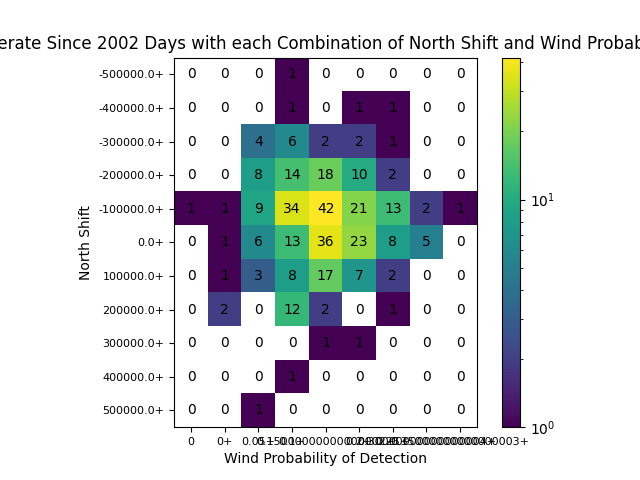 erate Since 2002 Days with each Combination of North Shift and Wind Probab
-500000.0+ 0 0 0 1 0 0 0 0 0
-400000.0+ 0 0 0 1 0 1 1 0 0
-300000.0+ 0 0 4 6 2 2 1 0 0
-200000.0+ 0 0 8 14 18 10 2 0 0
-100000.0+ 1 1 9 34 42 21 13 2 1
0.0+ 0 1 6 13 36 23 8 5 0
100000.0+ 0 1 3 8 17 7 2 0 0
200000.0+ 0 2 0 12 2 0 1 0 0
300000.0+ 0 0 0 0 1 1 0 0 0
400000.0+ 0 0 0 1 0 0 0 0 0
500000.0+ 0 0 1 0 0 0 0 0 0
0 0+
North Shift
Wind Probability of Detection
10¹
10⁰